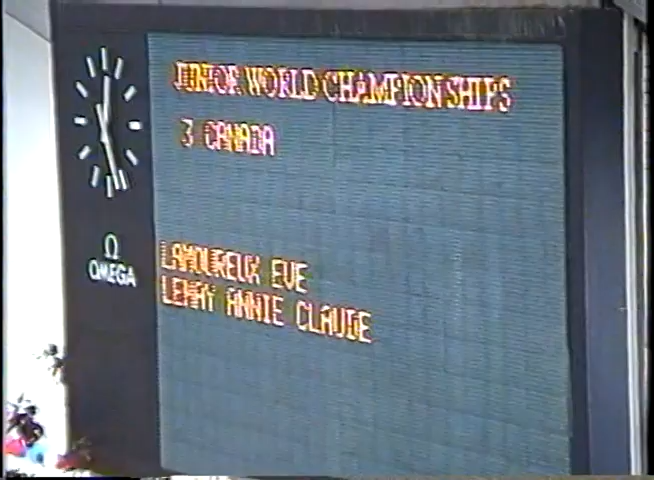 JUNIOR WORLD CHAMPIONSHIPS
3 CANADA
LAMOUREUX EVE
LEMAY ANNIE CLAUDE
Ω
OMEGA